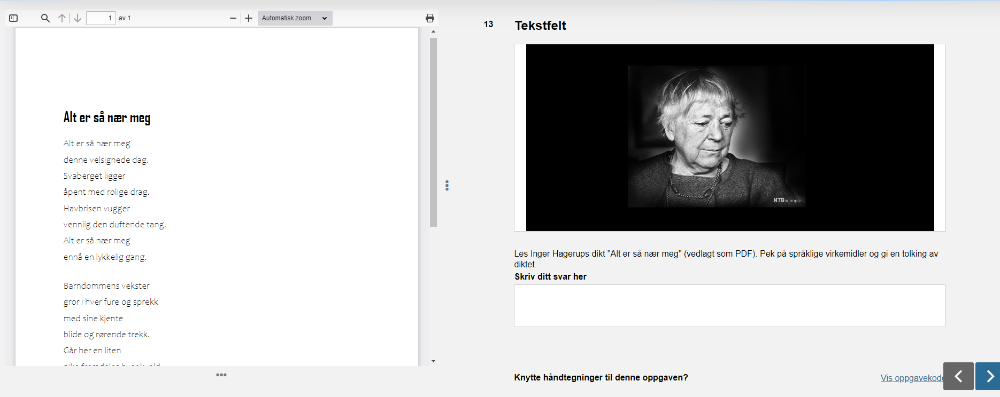 1 av 1
Automatisk zoom
Alt er så nær meg
Alt er så nær meg
denne velsignede dag.
Svaberget ligger
åpent med rolige drag.
Havbrisen vugger
vennlig den duftende tang.
Alt er så nær meg
ennå en lykkelig gang.
Barndommens vekster
gror i hver fure og sprekk
med sine kjente
blide og rørende trekk.
Går her en liten
13
Tekstfelt
NTB scanpix
Les Inger Hagerups dikt "Alt er så nær meg" (vedlagt som PDF). Pek på språklige virkemidler og gi en tolking av
diktet.
Skriv ditt svar her
Knytte håndtegninger til denne oppgaven?
Vis oppgavekode